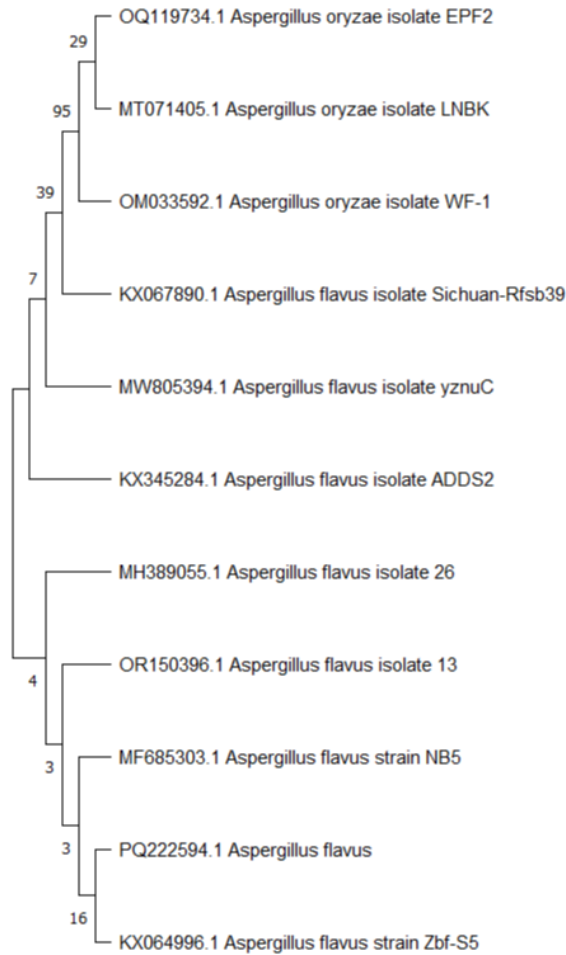 OQ119734.1 Aspergillus oryzae isolate EPF2
29
95
MT071405.1 Aspergillus oryzae isolate LNBK
39
OM033592.1 Aspergillus oryzae isolate WF-1
7
KX067890.1 Aspergillus flavus isolate Sichuan-Rfsb39
MW805394.1 Aspergillus flavus isolate yznuC
KX345284.1 Aspergillus flavus isolate ADDS2
MH389055.1 Aspergillus flavus isolate 26
OR150396.1 Aspergillus flavus isolate 13
4
MF685303.1 Aspergillus flavus strain NB5
3
PQ222594.1 Aspergillus flavus
3
16
KX064996.1 Aspergillus flavus strain Zbf-S5